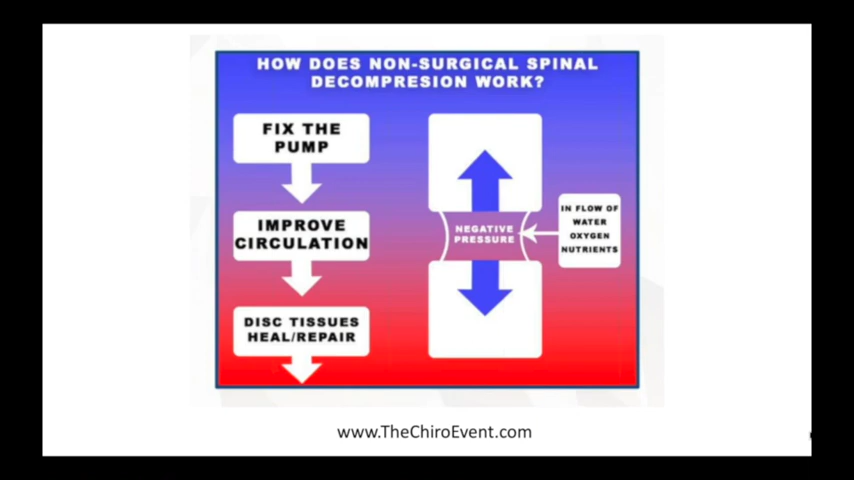 HOW DOES NON-SURGICAL SPINAL
DECOMPRESION WORK?
FIX THE
PUMP
IMPROVE
CIRCULATION
DISC TISSUES
HEAL/REPAIR
NEGATIVE
PRESSURE
IN FLOW OF
WATER
OXYGEN
NUTRIENTS
www.TheChiroEvent.com